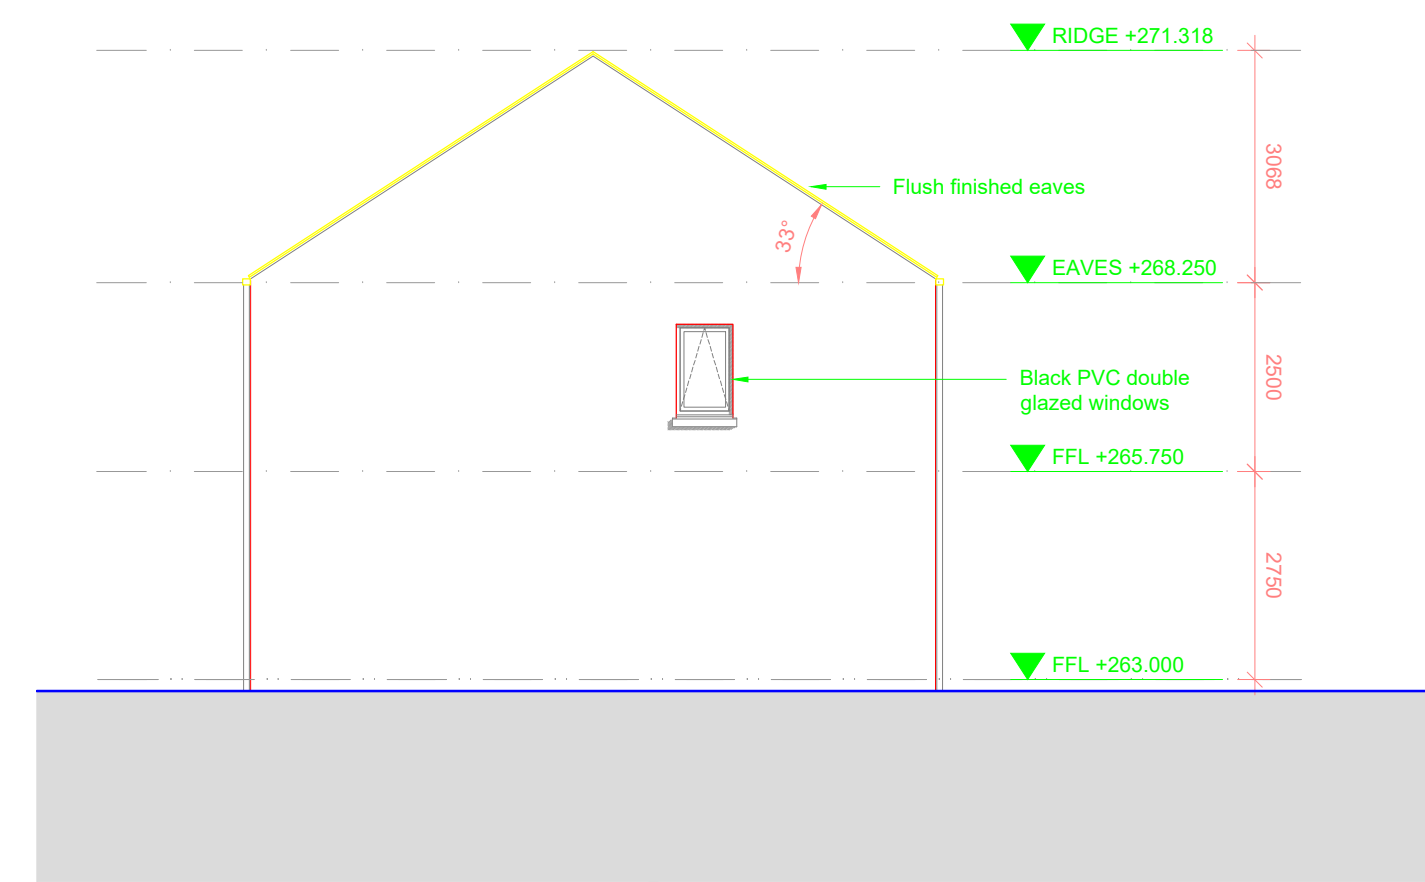 RIDGE +271.318
3068
Flush finished eaves
33°
EAVES +268.250
2500
Black PVC double
glazed windows
FFL +265.750
2750
FFL +263.000